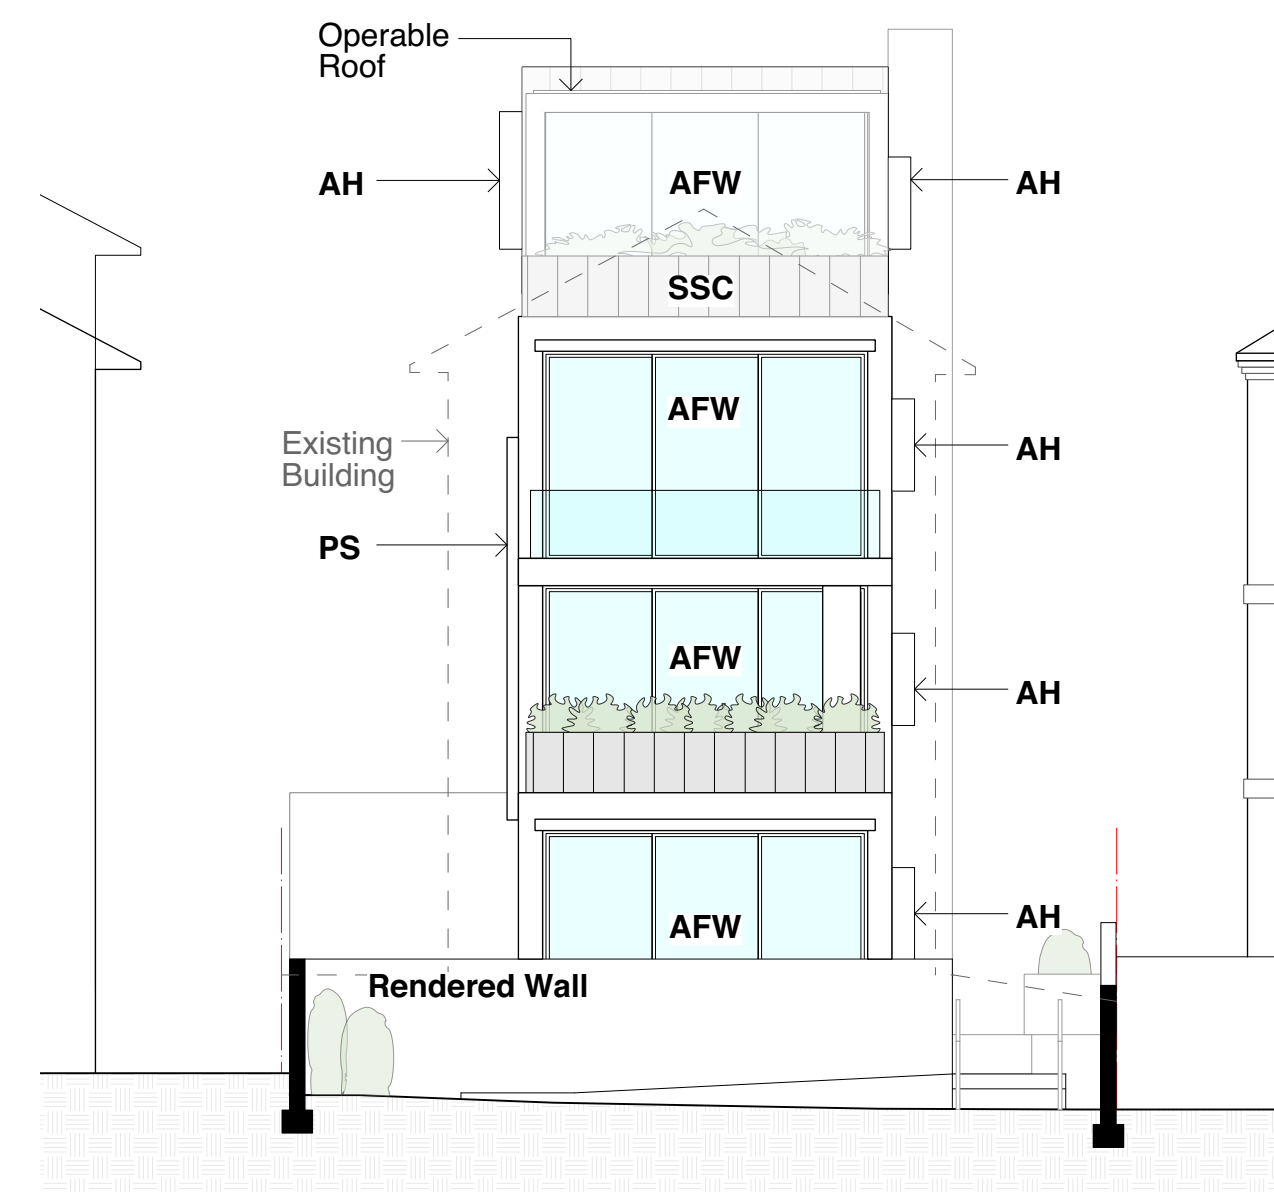 Operable
Roof
AH
AFW
AH
SSC
AFW
Existing
Building
AH
PS
AFW
AH
AFW
AH
Rendered Wall